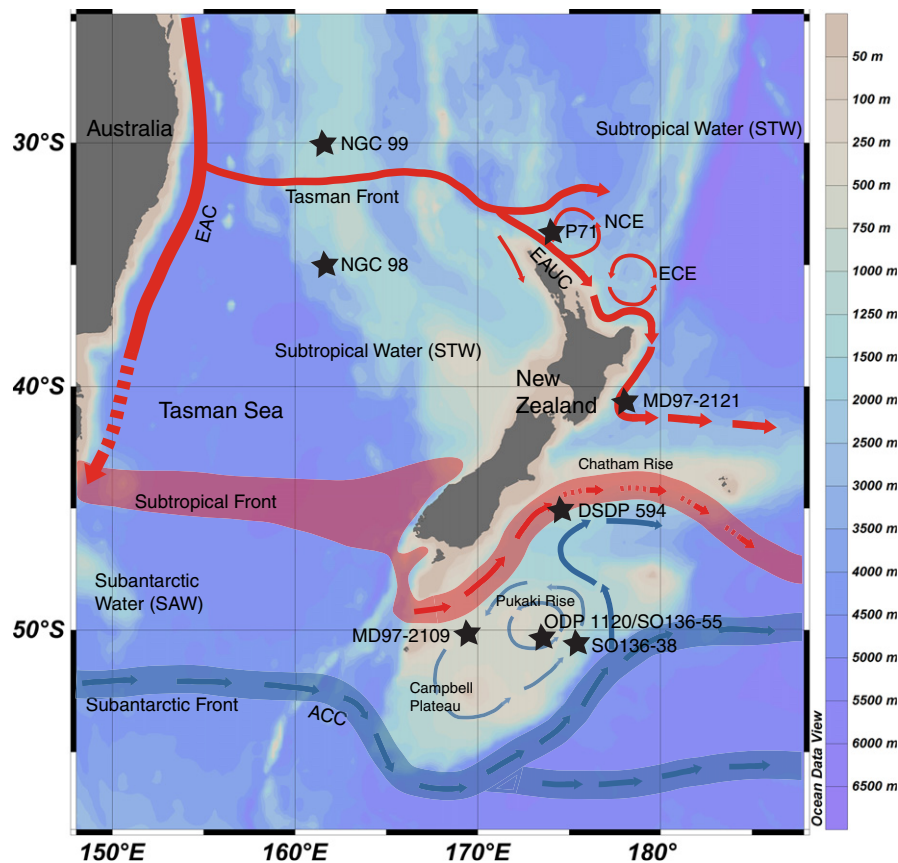 50 m
100 m
250 m
500 m
750 m
1000 m
1250 m
1500 m
2000 m
2500 m
3000 m
3500 m
4000 m
4500 m
5000 m
6000 m
6500 m
Ocean Data View
30°S
40°S
50°S
150°E
160°E
170°E
180°
Australia
NGC 99
Subtropical Water (STW)
Tasman Front
EAC
P71
NCE
EAUC
ECE
NGC 98
Subtropical Water (STW)
New
Zealand
MD97-2121
Tasman Sea
Chatham Rise
Subtropical Front
DSDP 594
Subantarctic
Water (SAW)
Pukaki Rise
ODP 1120/SO136-55
MD97-2109
SO136-38
Campbell
Plateau
Subantarctic Front
ACC